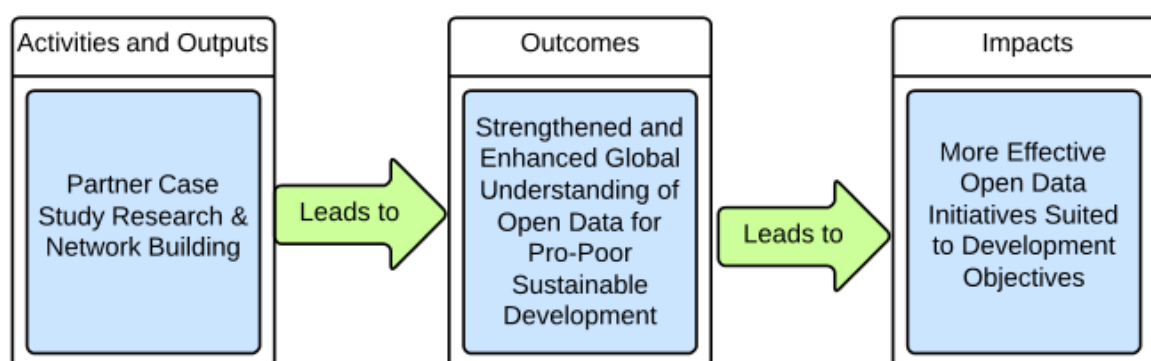 Activities and Outputs
Partner Case
Study Research &
Network Building
Leads to
Outcomes
Strengthened and
Enhanced Global
Understanding of
Open Data for
Pro-Poor
Sustainable
Development
Leads to
Impacts
More Effective
Open Data
Initiatives Suited
to Development
Objectives